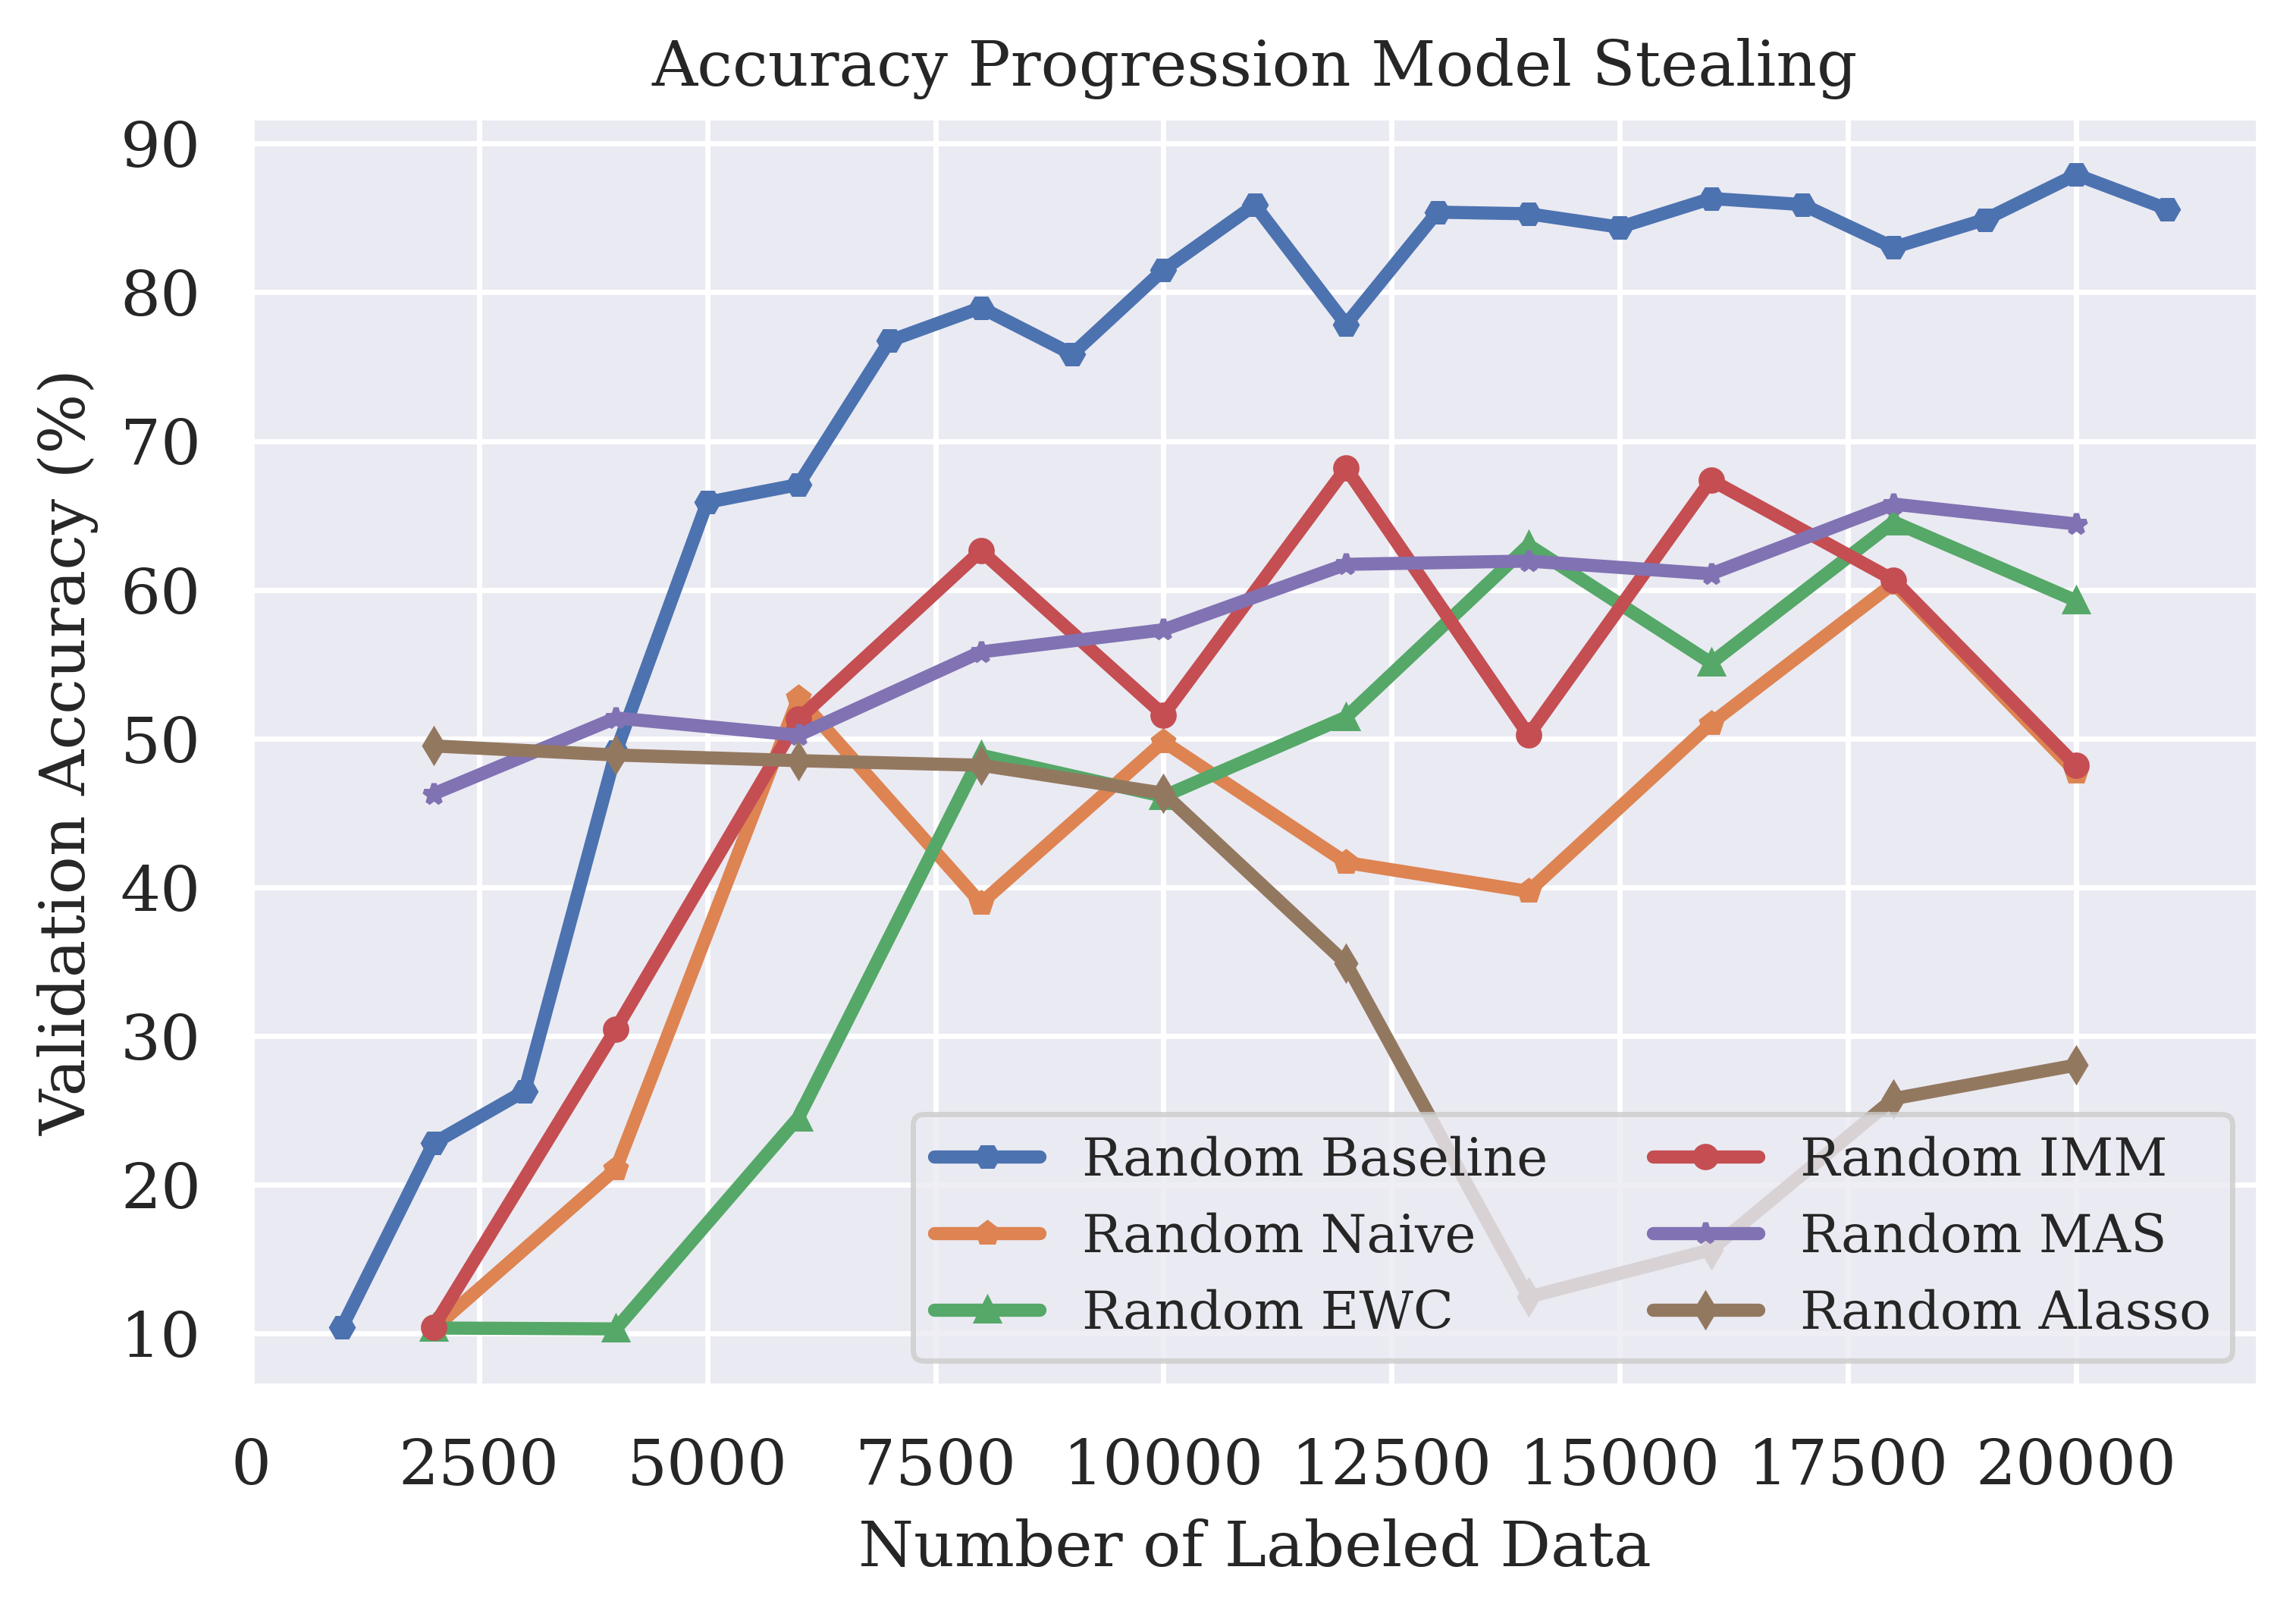 Accuracy Progression Model Stealing
90
80
70
60
50
40
30
20
10
Validation Accuracy (%)
Random Baseline
Random Naive
Random EWC
Random IMM
Random MAS
Random Alasso
0 2500 5000 7500 10000 12500 15000 17500 20000
Number of Labeled Data